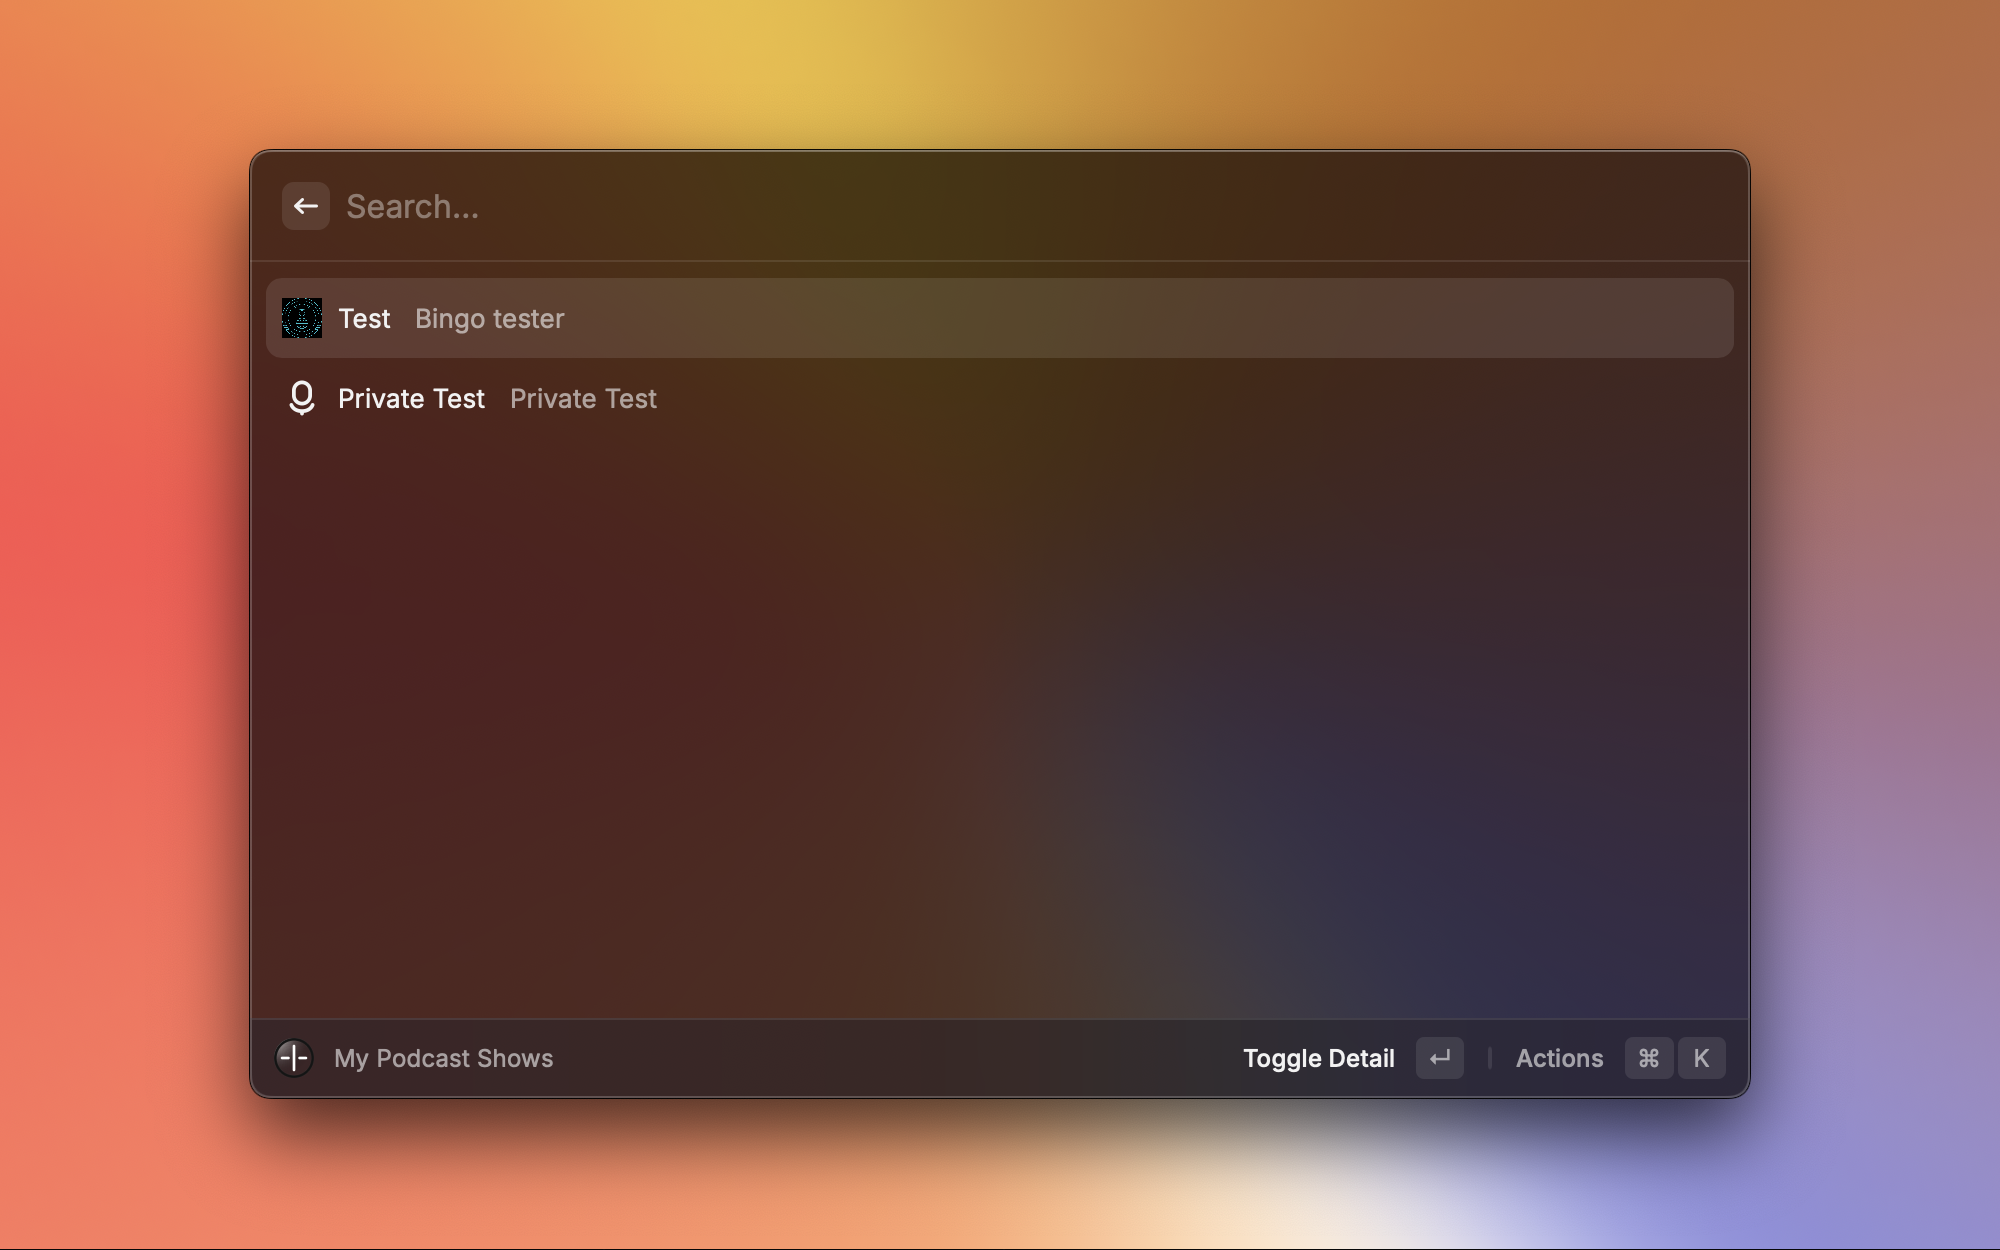 Search...
Test Bingo tester
Private Test Private Test
My Podcast Shows Toggle Detail ↵ Actions ⌘ K